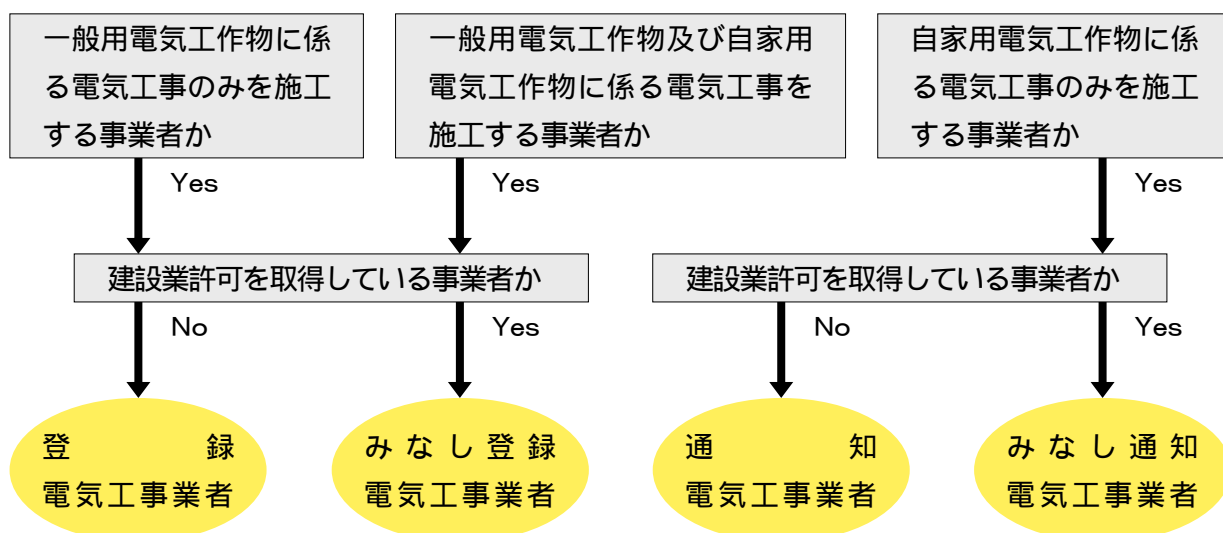 一般用電気工作物に係
る電気工事のみを施工
する事業者か
一般用電気工作物及び自家用
電気工作物に係る電気工事を
施工する事業者か
自家用電気工作物に係
る電気工事のみを施工
する事業者か
Yes
Yes
Yes
建設業許可を取得している事業者か
建設業許可を取得している事業者か
No
Yes
No
Yes
登録
電気工事業者
みなし登録
電気工事業者
通知
電気工事業者
みなし通知
電気工事業者